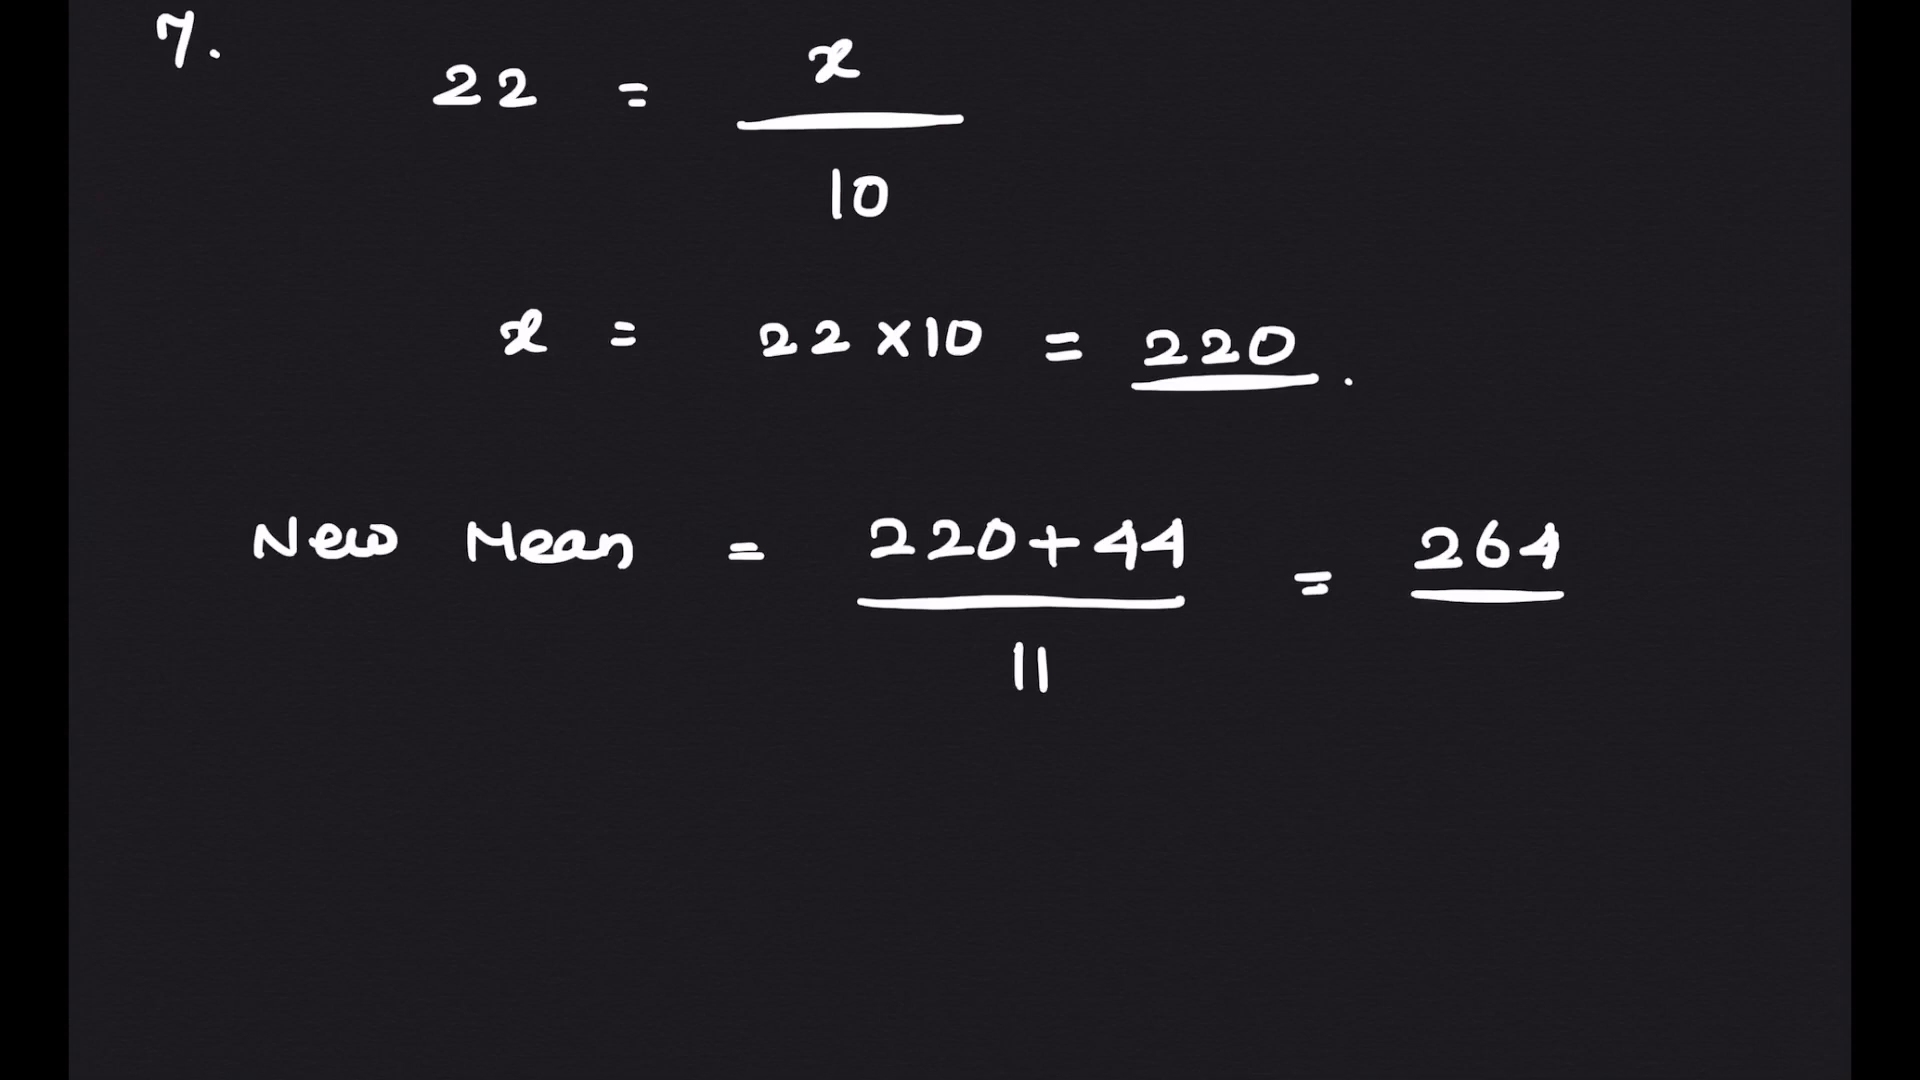 7.
22 = x
10
x = 22 x 10 = 220.
New Mean = 220+44 = 264
11